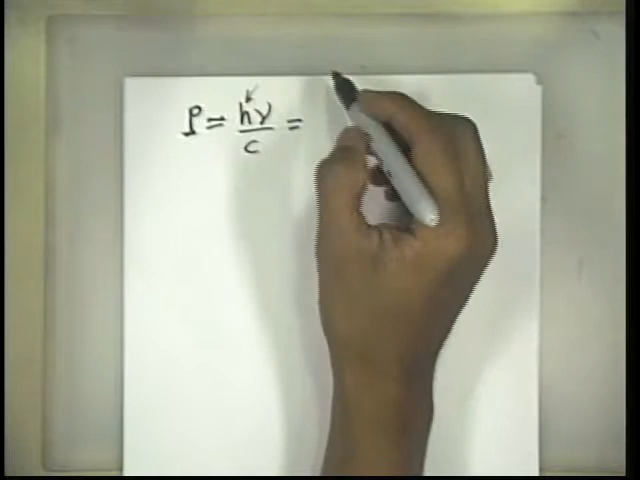 p = hν/c =